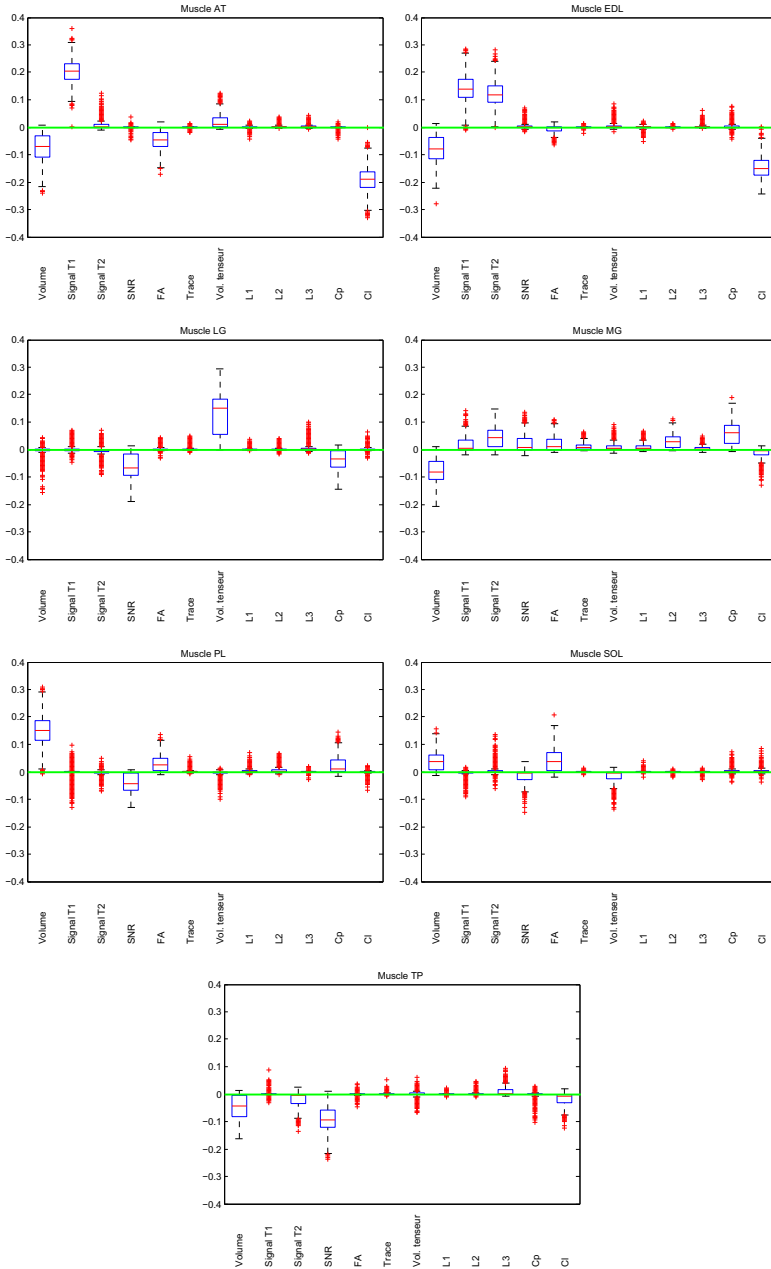 Muscle AT
0.4
0.3
0.2
0.1
0
−0.1
−0.2
−0.3
−0.4
Volume
Signal T1
Signal T2
SNR
FA
Trace
Vol. tenseur
L1
L2
L3
Cp
Cl
Muscle EDL
0.4
0.3
0.2
0.1
0
−0.1
−0.2
−0.3
−0.4
Volume
Signal T1
Signal T2
SNR
FA
Trace
Vol. tenseur
L1
L2
L3
Cp
Cl
Muscle LG
0.4
0.3
0.2
0.1
0
−0.1
−0.2
−0.3
−0.4
Volume
Signal T1
Signal T2
SNR
FA
Trace
Vol. tenseur
L1
L2
L3
Cp
Cl
Muscle MG
0.4
0.3
0.2
0.1
0
−0.1
−0.2
−0.3
−0.4
Volume
Signal T1
Signal T2
SNR
FA
Trace
Vol. tenseur
L1
L2
L3
Cp
Cl
Muscle PL
0.4
0.3
0.2
0.1
0
−0.1
−0.2
−0.3
−0.4
Volume
Signal T1
Signal T2
SNR
FA
Trace
Vol. tenseur
L1
L2
L3
Cp
Cl
Muscle SOL
0.4
0.3
0.2
0.1
0
−0.1
−0.2
−0.3
−0.4
Volume
Signal T1
Signal T2
SNR
FA
Trace
Vol. tenseur
L1
L2
L3
Cp
Cl
Muscle TP
0.4
0.3
0.2
0.1
0
−0.1
−0.2
−0.3
−0.4
Volume
Signal T1
Signal T2
SNR
FA
Trace
Vol. tenseur
L1
L2
L3
Cp
Cl